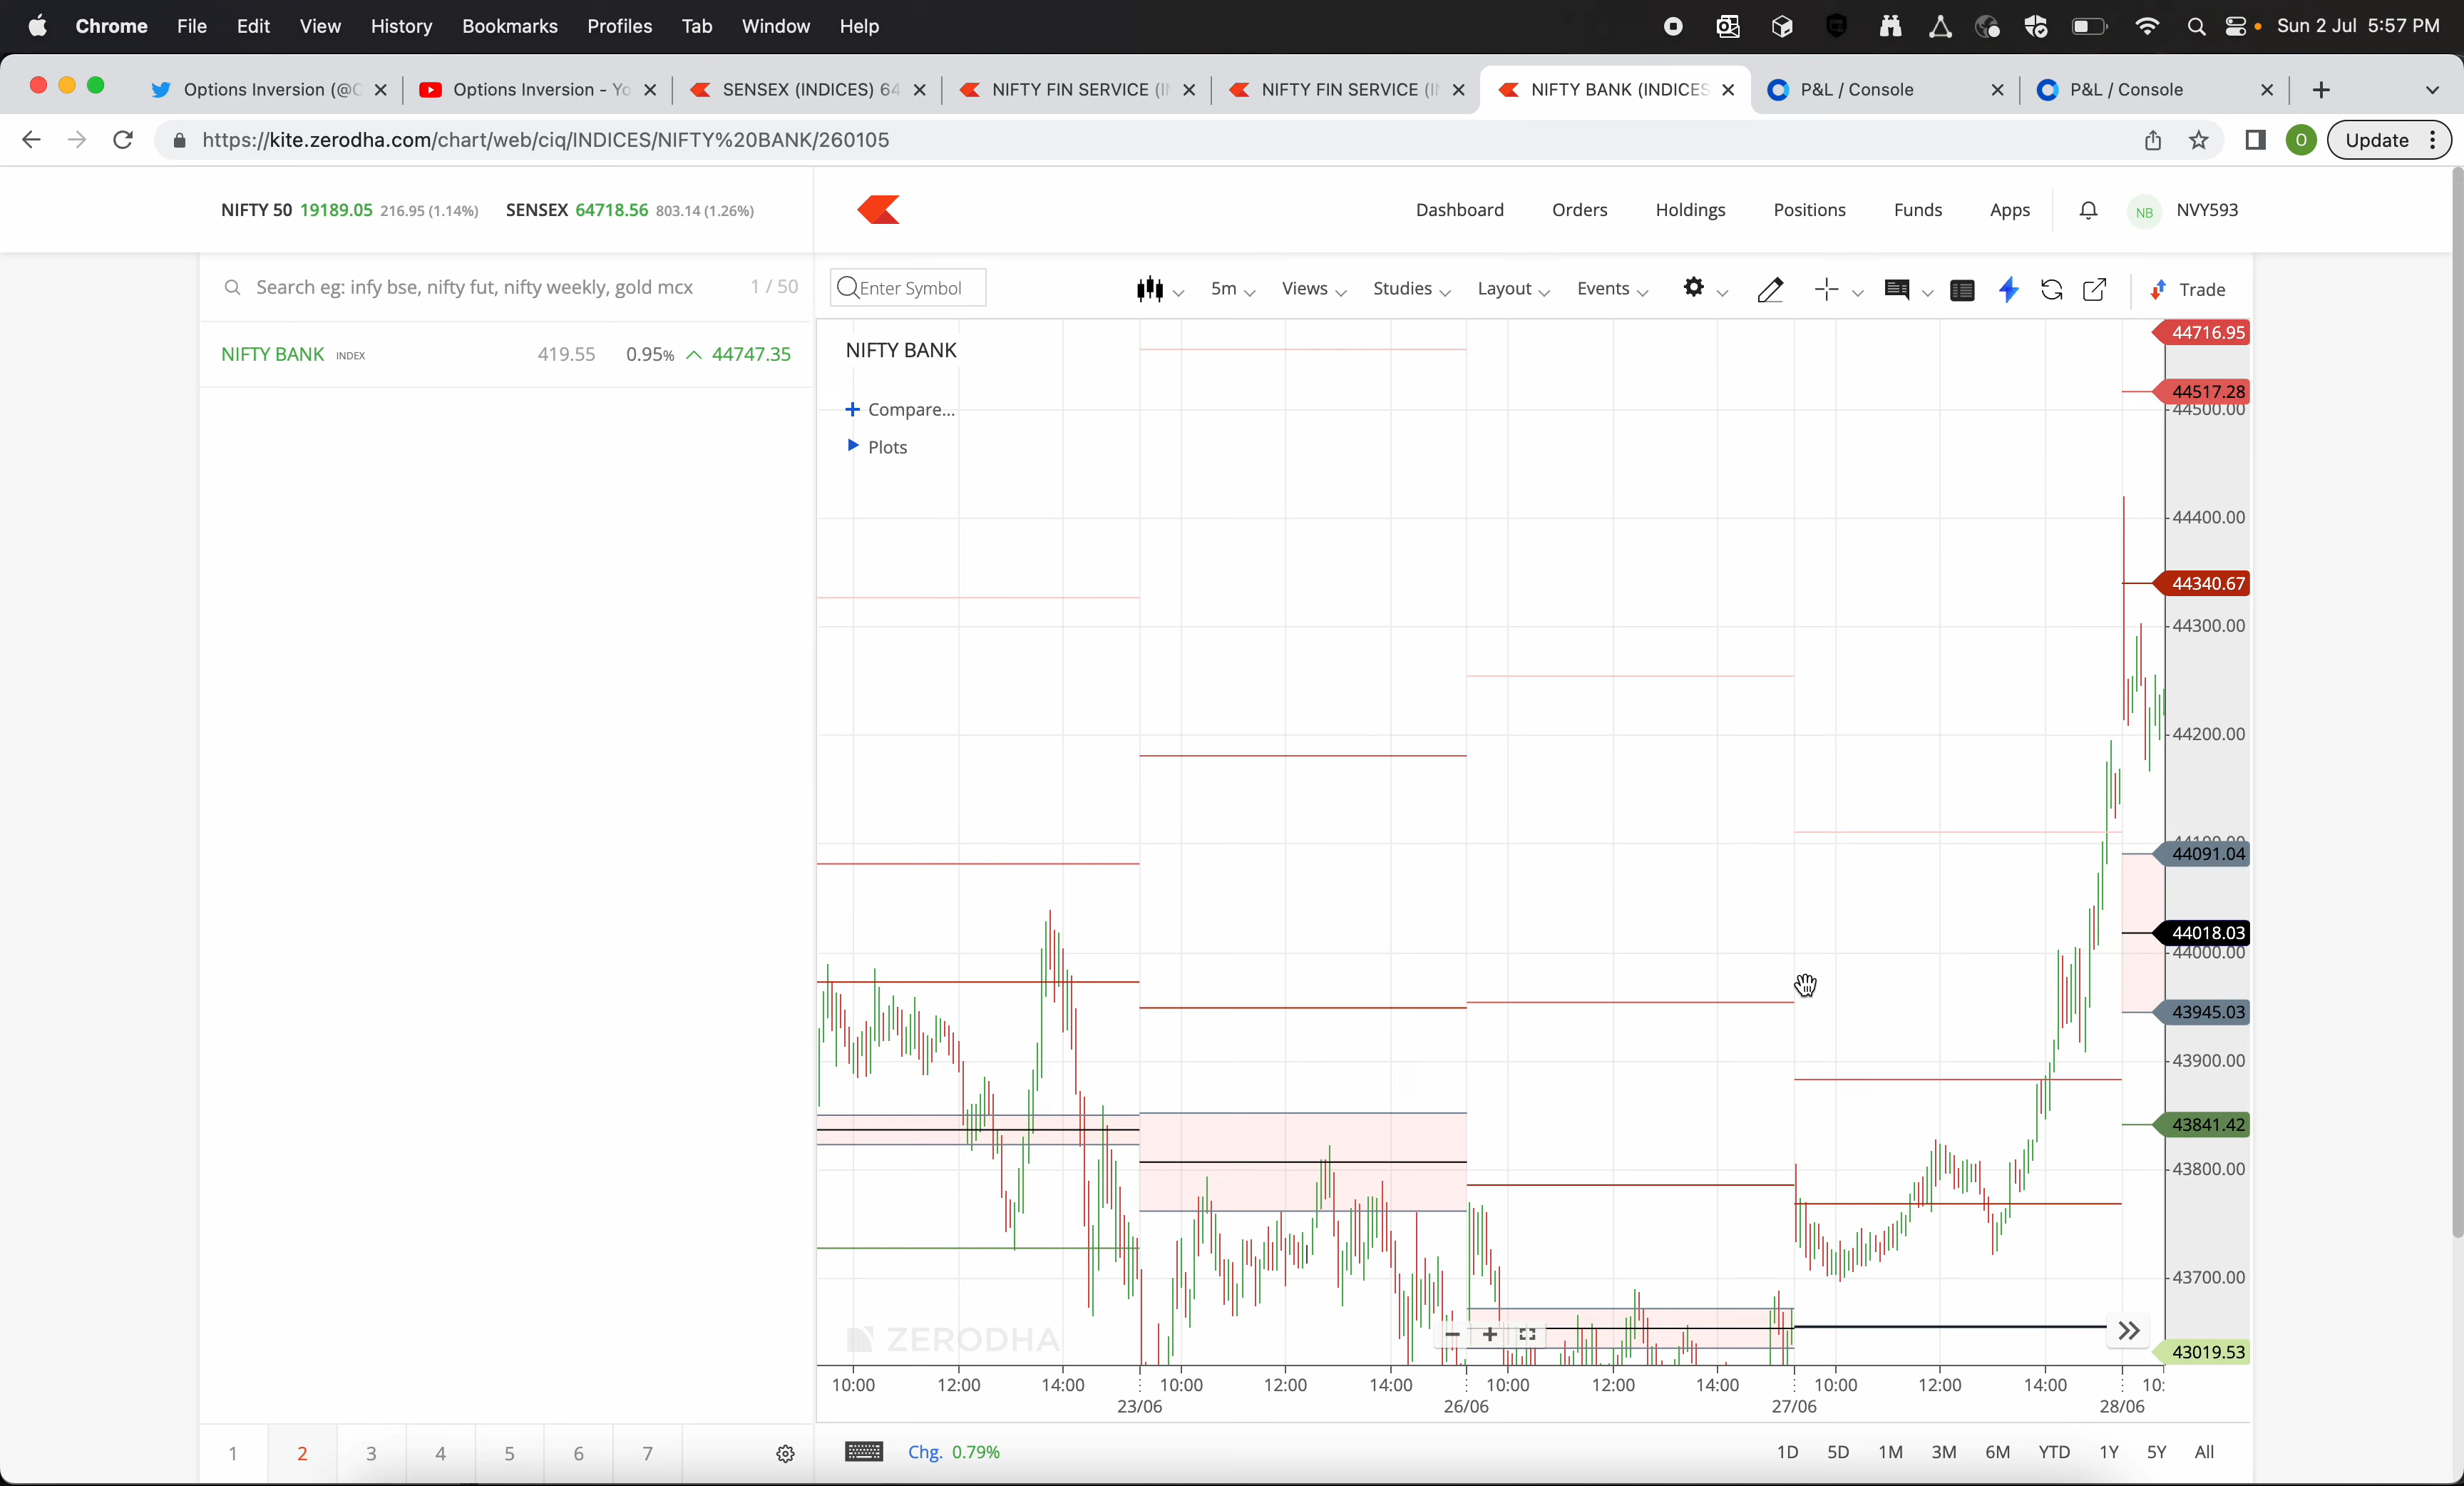 Chrome File Edit View History Bookmarks Profiles Tab Window Help Sun 2 Jul 5:57 PM
Options Inversion (@ Options Inversion - Yo SENSEX (INDICES) 64 NIFTY FIN SERVICE (I NIFTY FIN SERVICE (I NIFTY BANK (INDICES P&L / Console P&L / Console
https://kite.zerodha.com/chart/web/ciq/INDICES/NIFTY%20BANK/260105 O Update
NIFTY 50 19189.05 216.95 (1.14%) SENSEX 64718.56 803.14 (1.26%) Dashboard Orders Holdings Positions Funds Apps NB NVY593
Search eg: infy bse, nifty fut, nifty weekly, gold mcx 1 / 50 Enter Symbol 5m Views Studies Layout Events Trade
NIFTY BANK INDEX 419.55 0.95% 44747.35
NIFTY BANK
Compare...
Plots
44716.95
44517.28
44500.00
44400.00
44340.67
44300.00
44200.00
44100.00
44091.04
44018.03
44000.00
43945.03
43900.00
43841.42
43800.00
43700.00
43019.53
ZERODHA
10:00 12:00 14:00 10:00 12:00 14:00 10:00 12:00 14:00 10:00 12:00 14:00 10:
23/06 26/06 27/06 28/06
1 2 3 4 5 6 7 Chg. 0.79% 1D 5D 1M 3M 6M YTD 1Y 5Y All